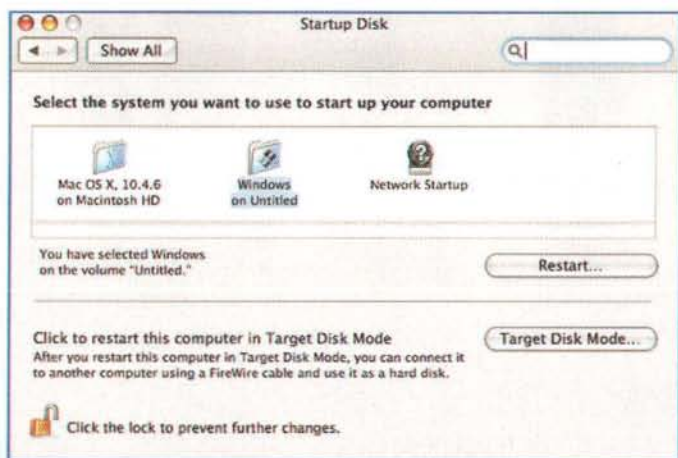 Startup Disk
Show All
Select the system you want to use to start up your computer
Mac OS X, 10.4.6
on Macintosh HD
Windows
on Untitled
Network Startup
You have selected Windows
on the volume "Untitled."
Restart...
Click to restart this computer in Target Disk Mode
After you restart this computer in Target Disk Mode, you can connect it
to another computer using a FireWire cable and use it as a hard disk.
Target Disk Mode...
Click the lock to prevent further changes.